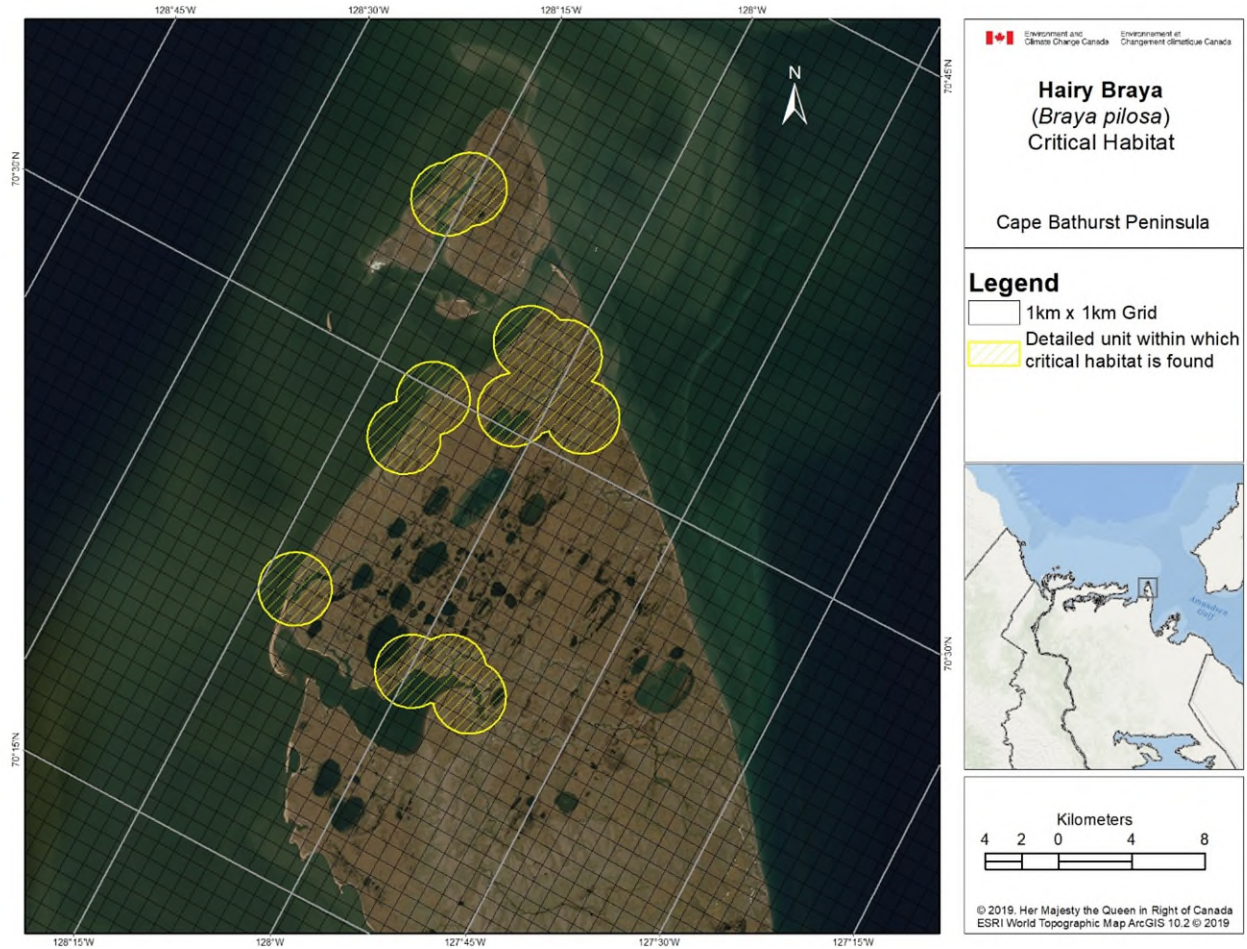 128°45'W
128°30'W
128°15'W
128°W
70°45'N
70°30'N
70°15'N
70°30'N
128°15'W
128°W
127°45'W
127°30'W
127°15'W
N
Environment and
Climate Change Canada
Environnement et
Changement climatique Canada
Hairy Braya
(Braya pilosa)
Critical Habitat
Cape Bathurst Peninsula
Legend
1km x 1km Grid
Detailed unit within which
critical habitat is found
Amundsen
Gulf
Kilometers
4 2 0 4 8
© 2019. Her Majesty the Queen in Right of Canada
ESRI World Topographic Map ArcGIS 10.2 © 2019